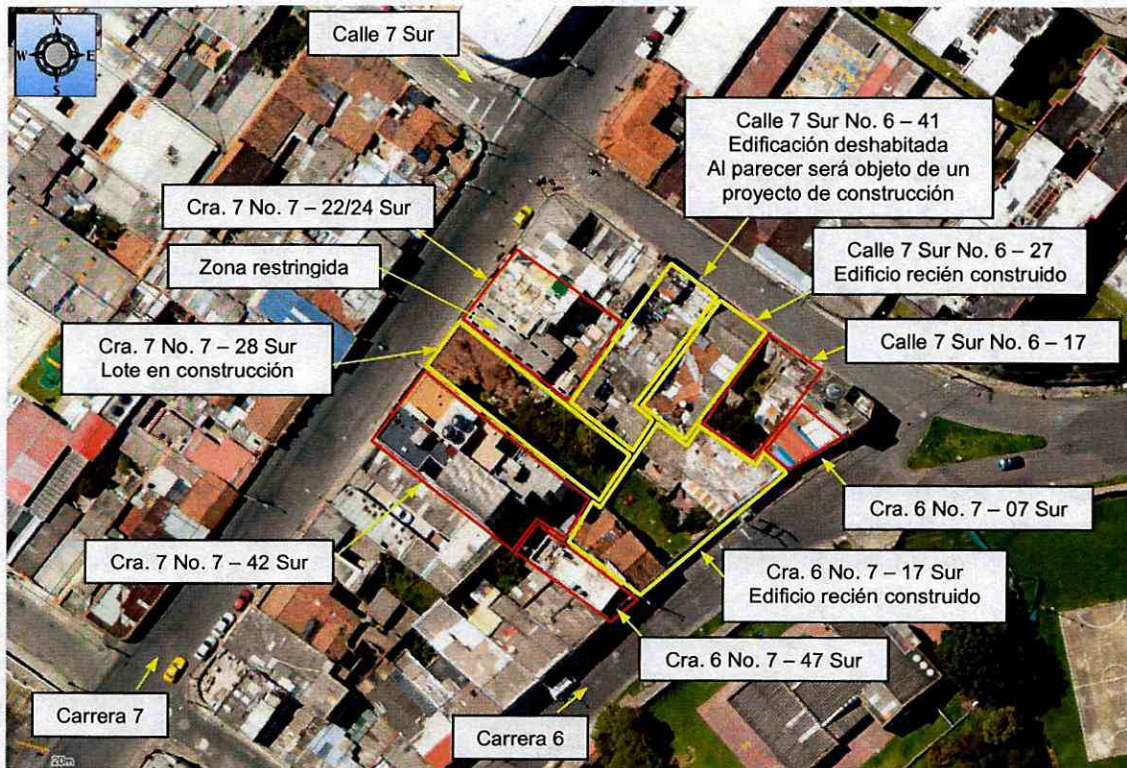 N
W E
S
Calle 7 Sur
Calle 7 Sur No. 6 – 41
Edificación deshabitada
Al parecer será objeto de un
proyecto de construcción
Cra. 7 No. 7 – 22/24 Sur
Zona restringida
Calle 7 Sur No. 6 – 27
Edificio recién construido
Cra. 7 No. 7 – 28 Sur
Lote en construcción
Calle 7 Sur No. 6 – 17
Cra. 6 No. 7 – 07 Sur
Cra. 7 No. 7 – 42 Sur
Cra. 6 No. 7 – 17 Sur
Edificio recién construido
Cra. 6 No. 7 – 47 Sur
Carrera 7
Carrera 6
20m